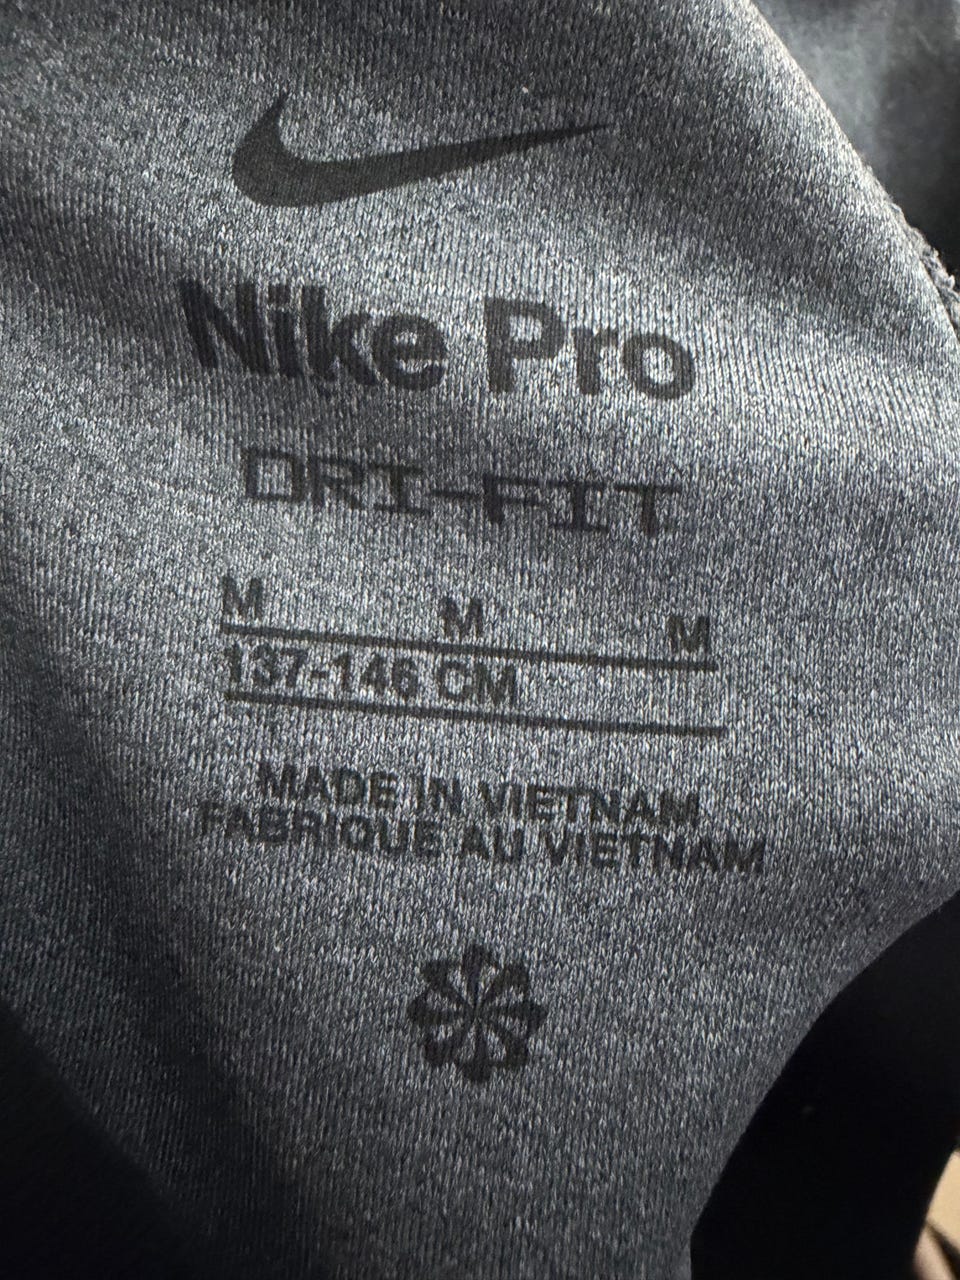 Nike Pro
DRI-FIT
M M M
137-146 CM
MADE IN VIETNAM
FABRIQUE AU VIETNAM